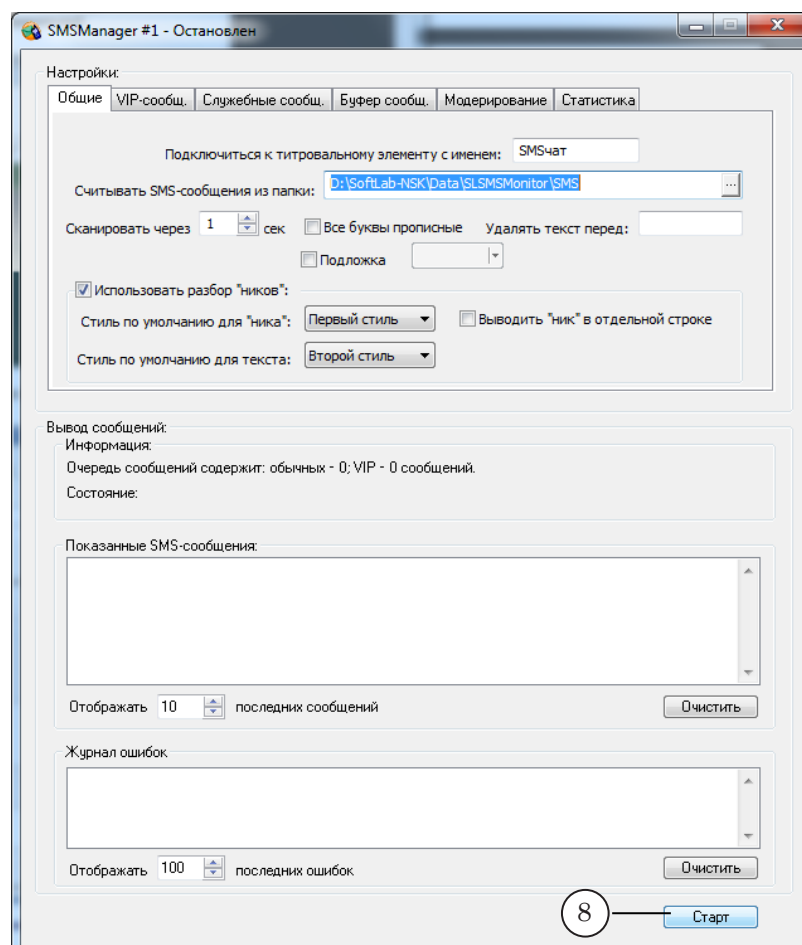 SMSManager #1 - Остановлен
Настройки:
Общие VIP-сообщ. Служебные сообщ. Буфер сообщ. Модерирование Статистика
Подключиться к титровальному элементу с именем: SMSчат
Считывать SMS-сообщения из папки: D:\SoftLab-NSK\Data\SLSMSMonitor\SMS ...
Сканировать через 1 сек Все буквы прописные Удалять текст перед:
Подложка
Использовать разбор "ников":
Стиль по умолчанию для "ника": Первый стиль Выводить "ник" в отдельной строке
Стиль по умолчанию для текста: Второй стиль
Вывод сообщений:
Информация:
Очередь сообщений содержит: обычных - 0; VIP - 0 сообщений.
Состояние:
Показанные SMS-сообщения:
Отображать 10 последних сообщений Очистить
Журнал ошибок
Отображать 100 последних ошибок Очистить
8 Старт